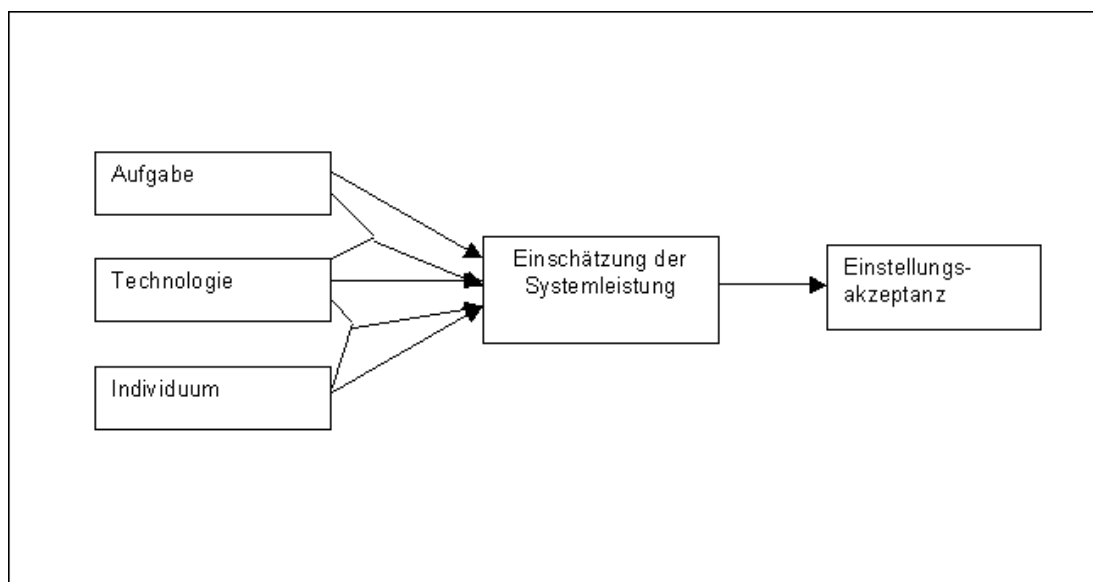 Aufgabe
Technologie
Individuum
Einschätzung der
Systemleistung
Einstellungs-
akzeptanz